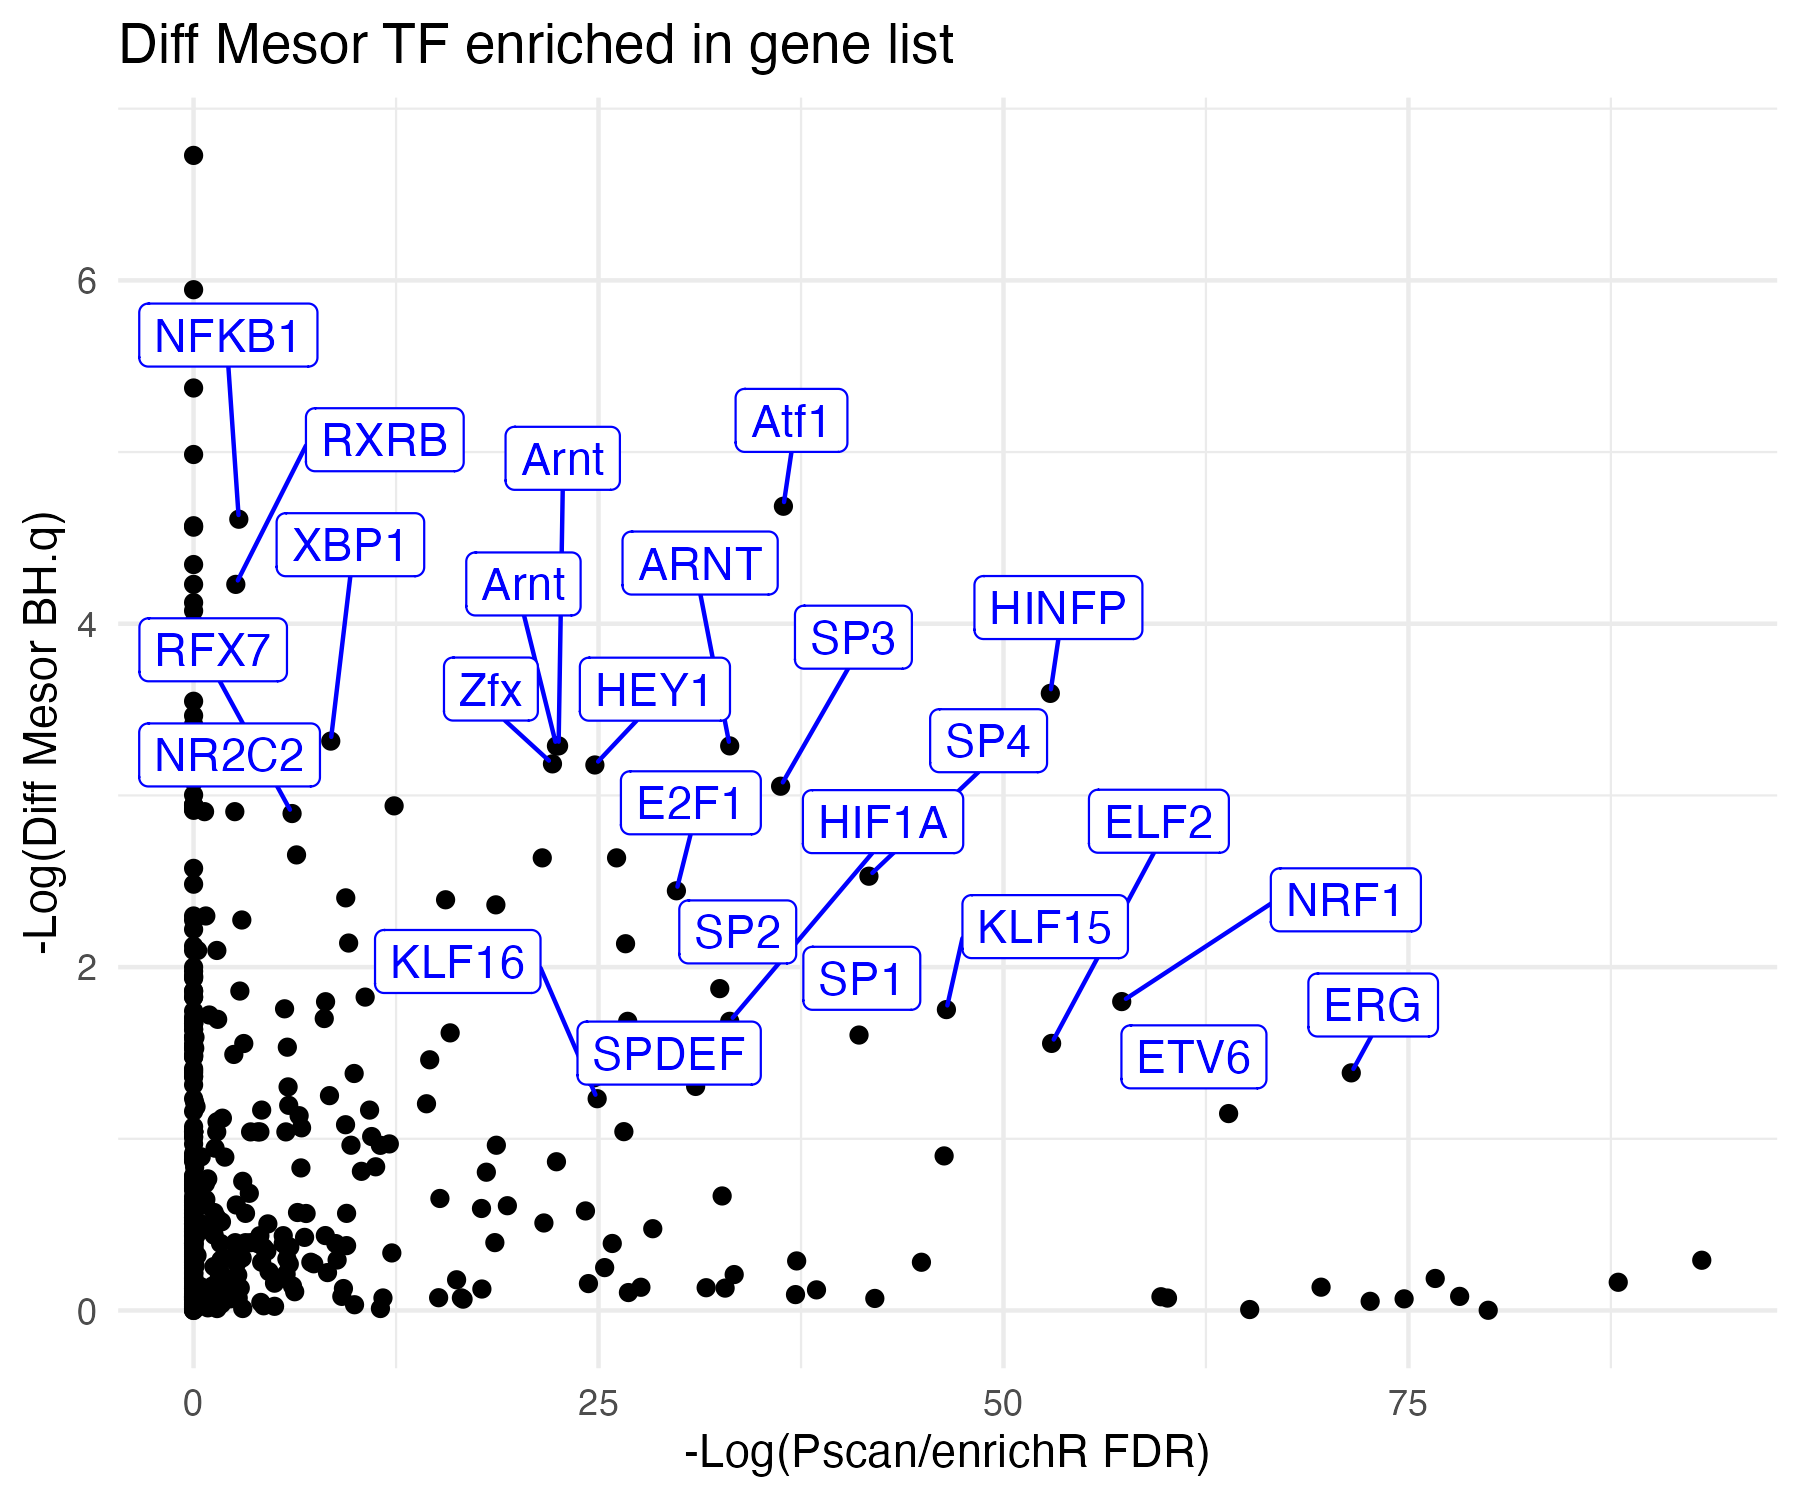 Diff Mesor TF enriched in gene list
-Log(Diff Mesor BH.q)
6
4
2
0
NFKB1
Atf1
RXRB
Arnt
XBP1
ARNT
Arnt
HINFP
SP3
RFX7
Zfx
HEY1
SP4
NR2C2
E2F1
HIF1A
ELF2
NRF1
KLF15
SP2
KLF16
SP1
ERG
SPDEF
ETV6
0 25 50 75
-Log(Pscan/enrichR FDR)